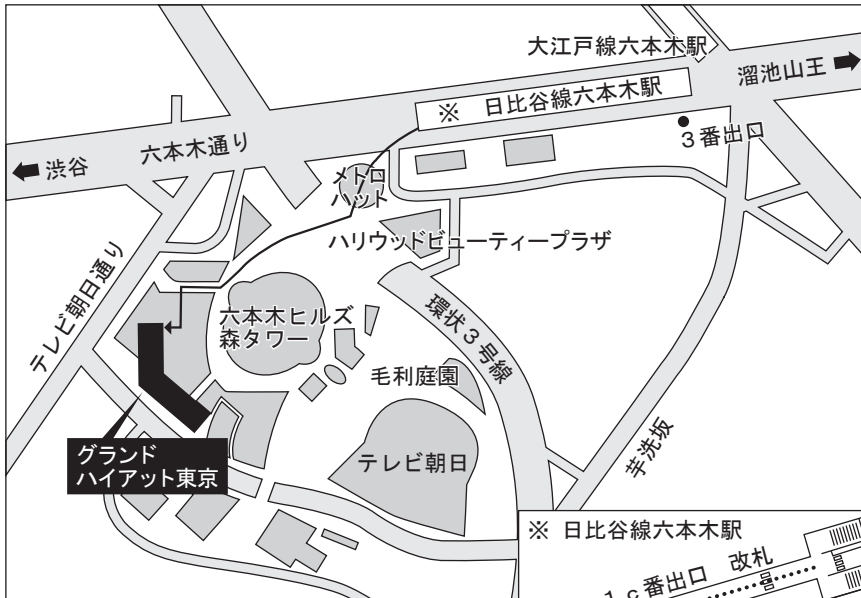 大江戸線六本木駅
溜池山王
※ 日比谷線六本木駅
3番出口
六本木通り
渋谷
メトロ
ハット
ハリウッドビューティープラザ
テレビ朝日通り
六本木ヒルズ
森タワー
環状3号線
毛利庭園
芋洗坂
テレビ朝日
グランド
ハイアット東京
※ 日比谷線六本木駅
1c番出口 改札